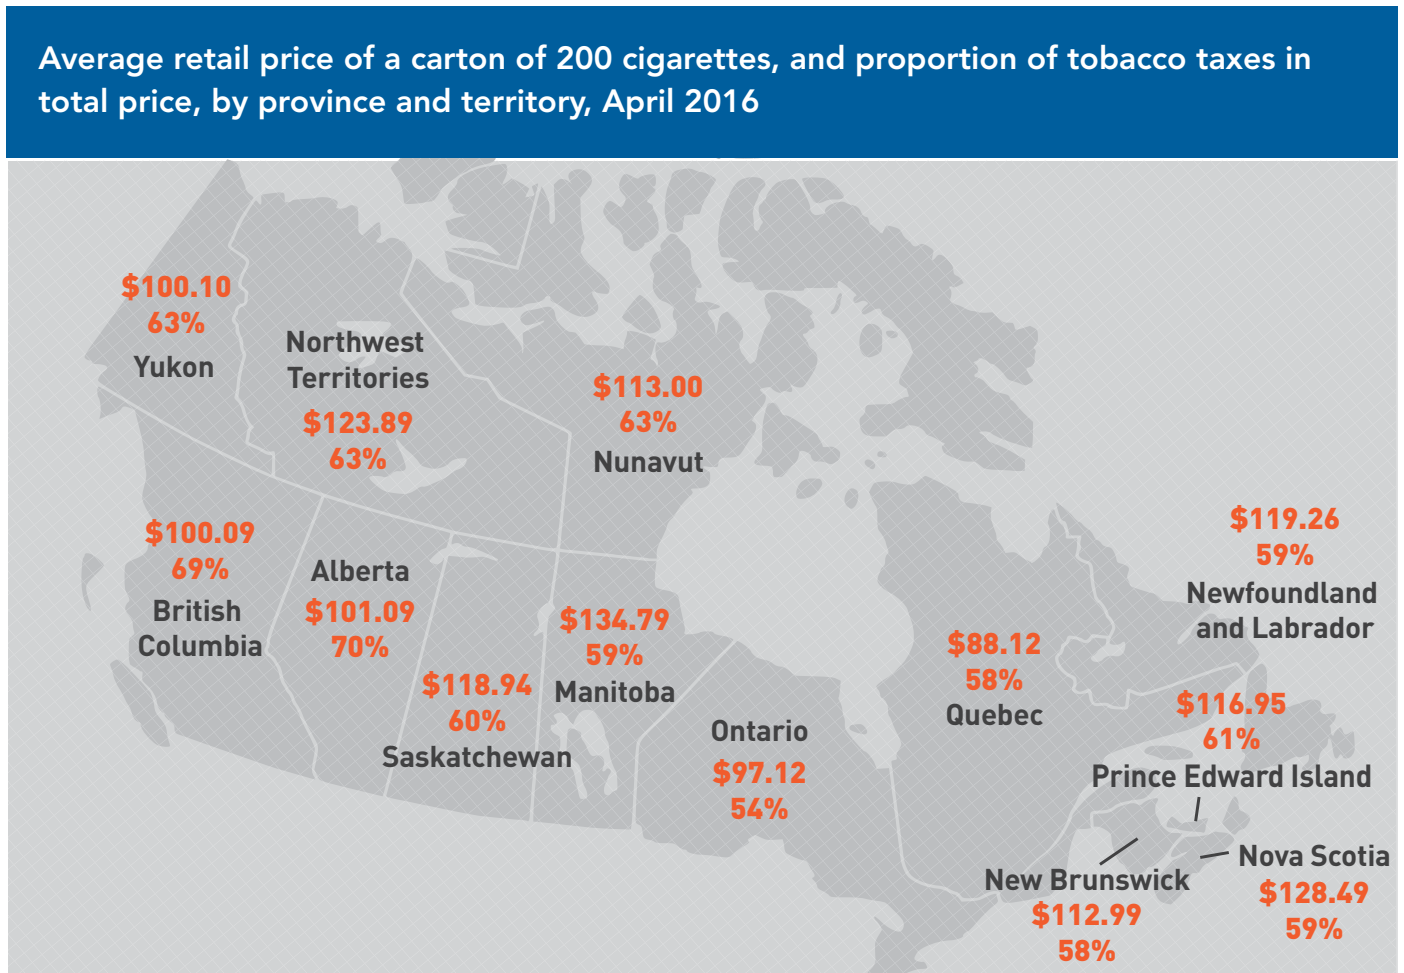 Average retail price of a carton of 200 cigarettes, and proportion of tobacco taxes in
total price, by province and territory, April 2016
$100.10
63%
Yukon
Northwest
Territories
$123.89
63%
$113.00
63%
Nunavut
$100.09
69%
British
Columbia
Alberta
$101.09
70%
$118.94
60%
Saskatchewan
$134.79
59%
Manitoba
Ontario
$97.12
54%
$88.12
58%
Quebec
$119.26
59%
Newfoundland
and Labrador
$116.95
61%
Prince Edward Island
New Brunswick
$112.99
58%
Nova Scotia
$128.49
59%